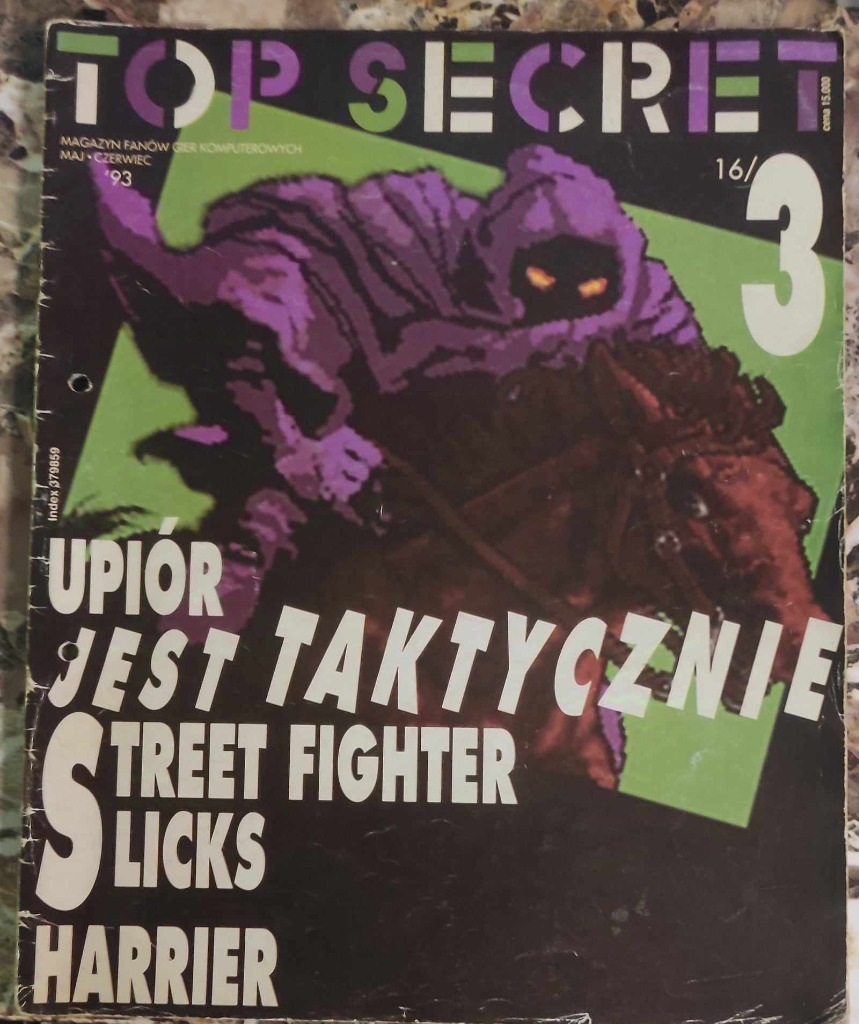 TOP SECRET
cena 15.000
MAGAZYN FANÓW GIER KOMPUTEROWYCH
MAJ • CZERWIEC
'93
16/3
Index 379859
UPIÓR
JEST TAKTYCZNIE
STREET FIGHTER
SLICKS
HARRIER